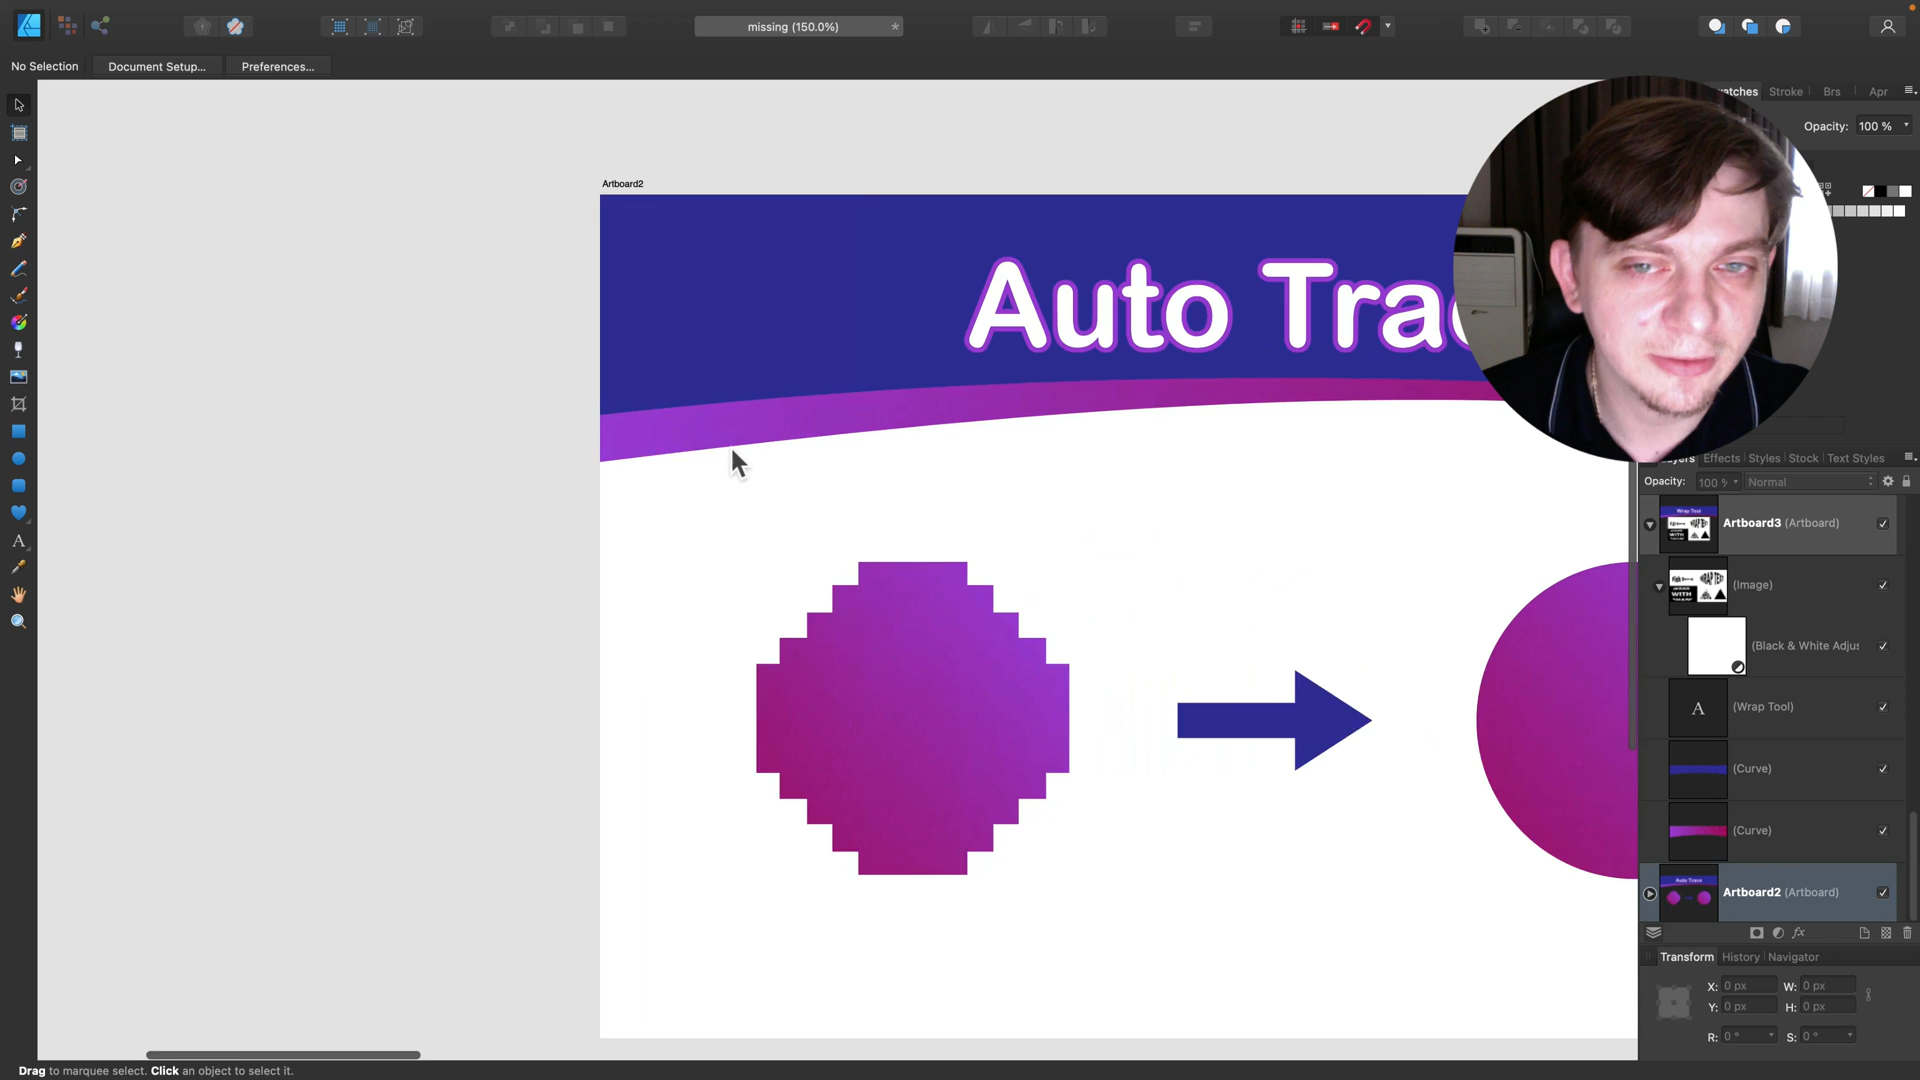 missing (150.0%)
*
No Selection
Document Setup...
Preferences...
Swatches
Stroke
Brs
Apr
Opacity: 100 %
Artboard2
Auto Trac
Layers
Effects
Styles
Stock
Text Styles
Opacity: 100 %
Normal
Artboard3 (Artboard)
(Image)
(Black & White Adjus
(Wrap Tool)
(Curve)
(Curve)
Artboard2 (Artboard)
Transform
History
Navigator
X: 0 px
W: 0 px
Y: 0 px
H: 0 px
R: 0 °
S: 0 °
Drag to marquee select. Click an object to select it.